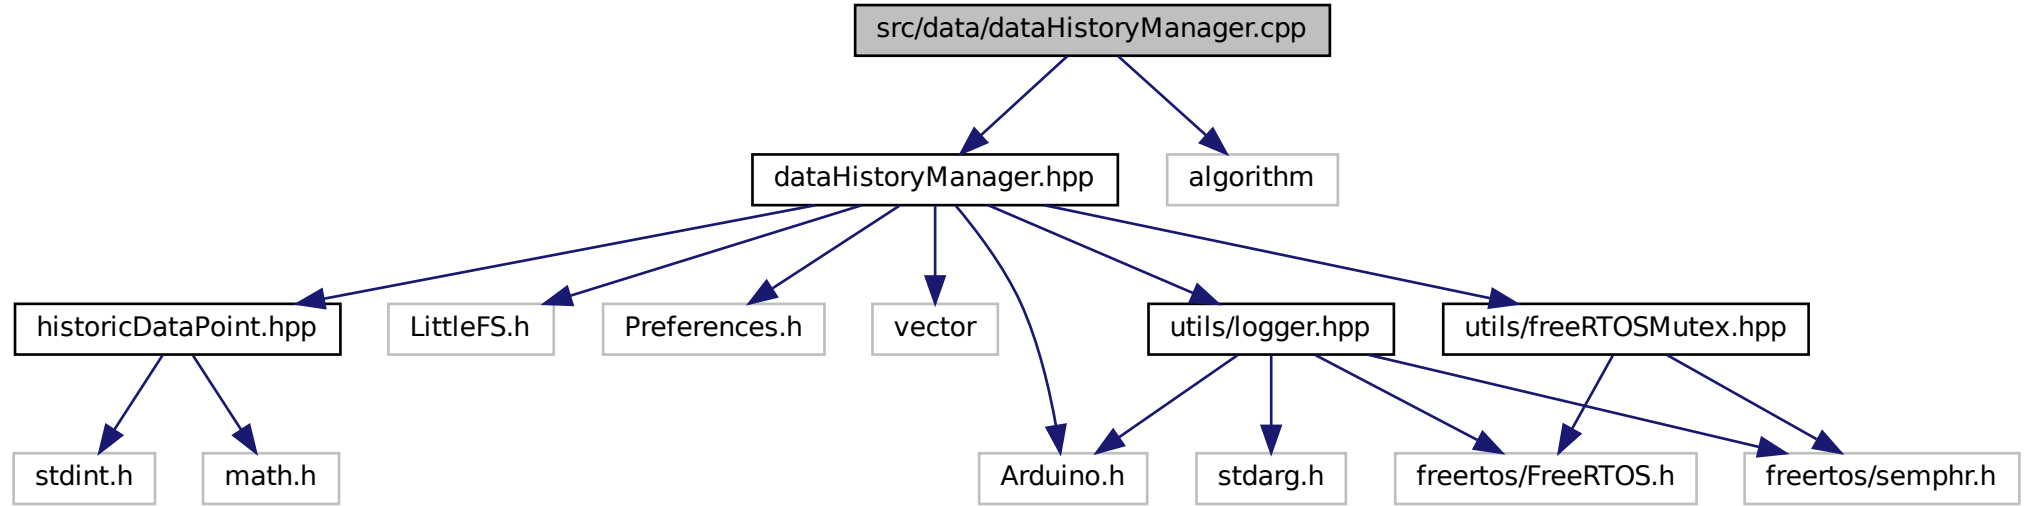 src/data/dataHistoryManager.cpp
dataHistoryManager.hpp
algorithm
historicDataPoint.hpp
LittleFS.h
Preferences.h
vector
utils/logger.hpp
utils/freeRTOSMutex.hpp
stdint.h
math.h
Arduino.h
stdarg.h
freertos/FreeRTOS.h
freertos/semphr.h